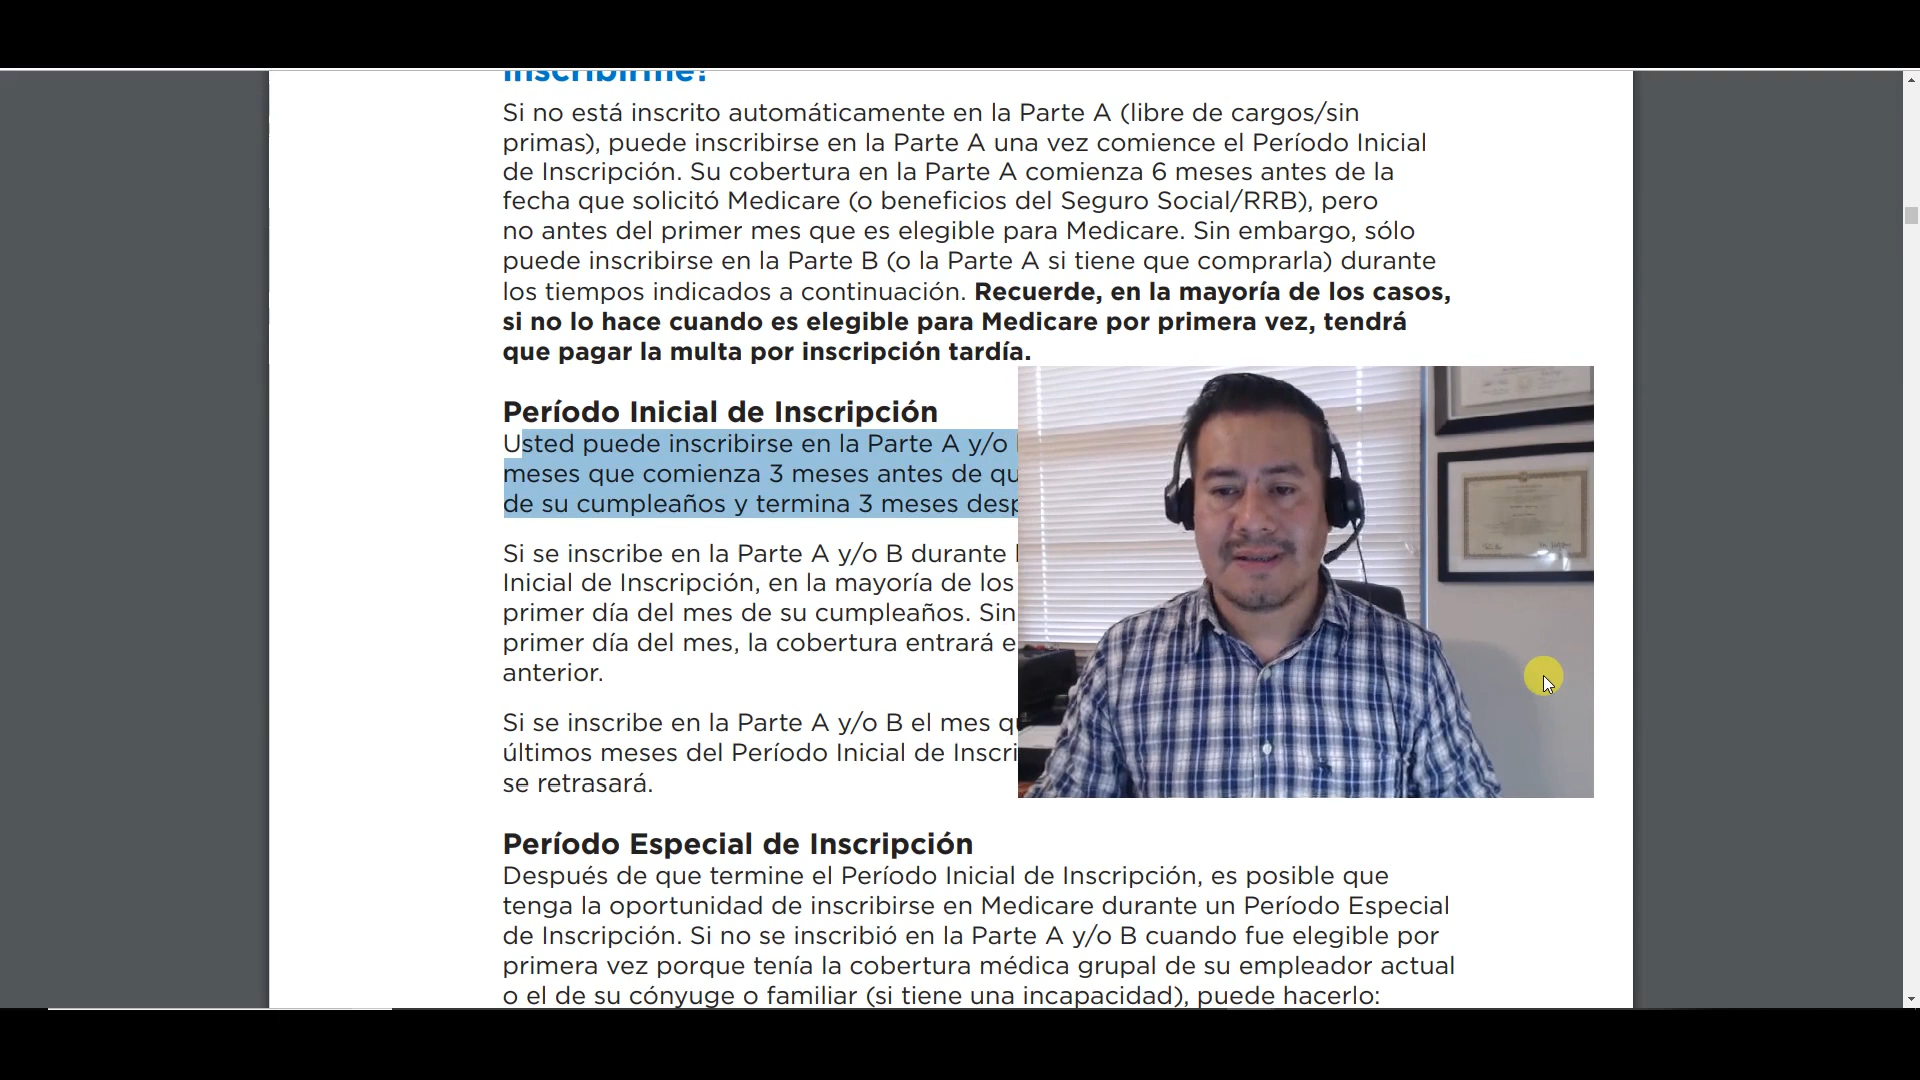 inscribirme?
Si no está inscrito automáticamente en la Parte A (libre de cargos/sin
primas), puede inscribirse en la Parte A una vez comience el Período Inicial
de Inscripción. Su cobertura en la Parte A comienza 6 meses antes de la
fecha que solicitó Medicare (o beneficios del Seguro Social/RRB), pero
no antes del primer mes que es elegible para Medicare. Sin embargo, sólo
puede inscribirse en la Parte B (o la Parte A si tiene que comprarla) durante
los tiempos indicados a continuación. Recuerde, en la mayoría de los casos,
si no lo hace cuando es elegible para Medicare por primera vez, tendrá
que pagar la multa por inscripción tardía.
Período Inicial de Inscripción
Usted puede inscribirse en la Parte A y/o
meses que comienza 3 meses antes de
de su cumpleaños y termina 3 meses
Si se inscribe en la Parte A y/o B durante
Inicial de Inscripción, en la mayoría de los
primer día del mes de su cumpleaños. Sin
primer día del mes, la cobertura entrará
anterior.
Si se inscribe en la Parte A y/o B el mes
últimos meses del Período Inicial de
se retrasará.
Período Especial de Inscripción
Después de que termine el Período Inicial de Inscripción, es posible que
tenga la oportunidad de inscribirse en Medicare durante un Período Especial
de Inscripción. Si no se inscribió en la Parte A y/o B cuando fue elegible por
primera vez porque tenía la cobertura médica grupal de su empleador actual
o el de su cónyuge o familiar (si tiene una incapacidad), puede hacerlo: